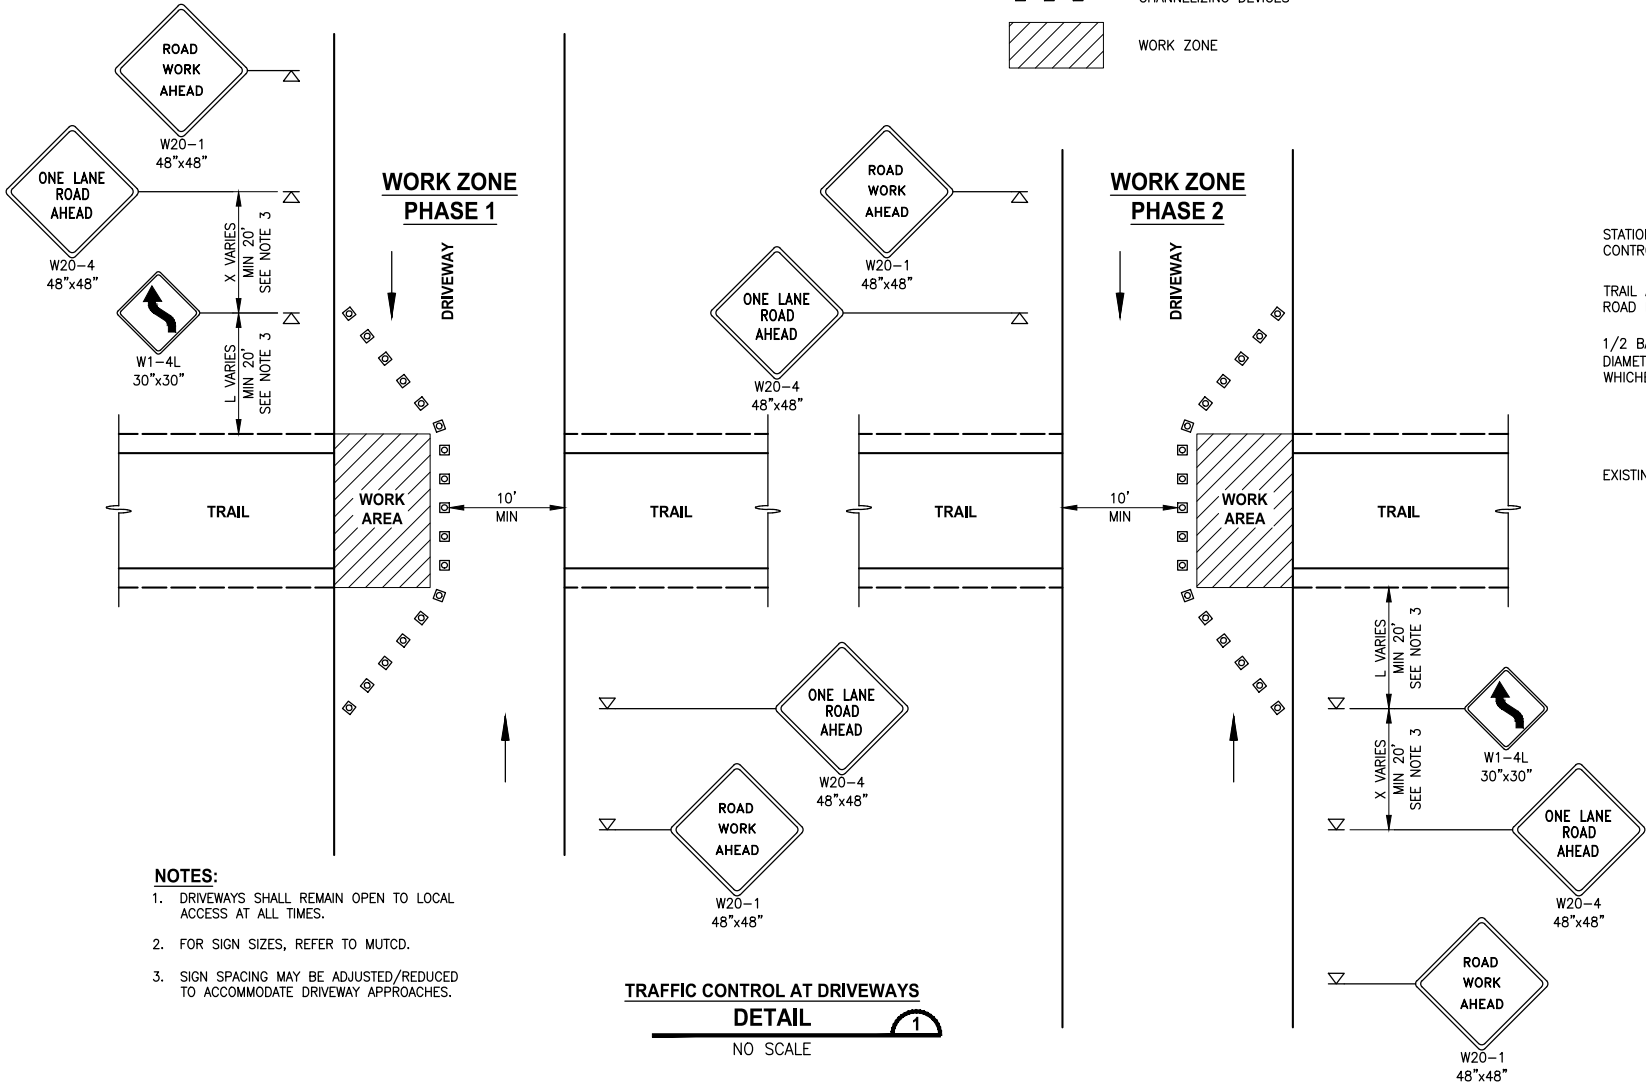 CHANNELIZING DEVICES
WORK ZONE
ROAD
WORK
AHEAD
W20-1
48"x48"
ONE LANE
ROAD
AHEAD
W20-4
48"x48"
W1-4L
30"x30"
X VARIES
MIN 20'
SEE NOTE 3
L VARIES
MIN 20'
SEE NOTE 3
WORK ZONE
PHASE 1
DRIVEWAY
TRAIL
WORK
AREA
10'
MIN
TRAIL
ONE LANE
ROAD
AHEAD
W20-4
48"x48"
ROAD
WORK
AHEAD
W20-1
48"x48"
ROAD
WORK
AHEAD
W20-1
48"x48"
ONE LANE
ROAD
AHEAD
W20-4
48"x48"
WORK ZONE
PHASE 2
DRIVEWAY
TRAIL
10'
MIN
WORK
AREA
TRAIL
L VARIES
MIN 20'
SEE NOTE 3
X VARIES
MIN 20'
SEE NOTE 3
W1-4L
30"x30"
ONE LANE
ROAD
AHEAD
W20-4
48"x48"
ROAD
WORK
AHEAD
W20-1
48"x48"
TRAIL
ROAD
1/2
NOTES:
1. DRIVEWAYS SHALL REMAIN OPEN TO LOCAL
ACCESS AT ALL TIMES.
2. FOR SIGN SIZES, REFER TO MUTCD.
3. SIGN SPACING MAY BE ADJUSTED/REDUCED
TO ACCOMMODATE DRIVEWAY APPROACHES.
TRAFFIC CONTROL AT DRIVEWAYS
DETAIL 1
NO SCALE